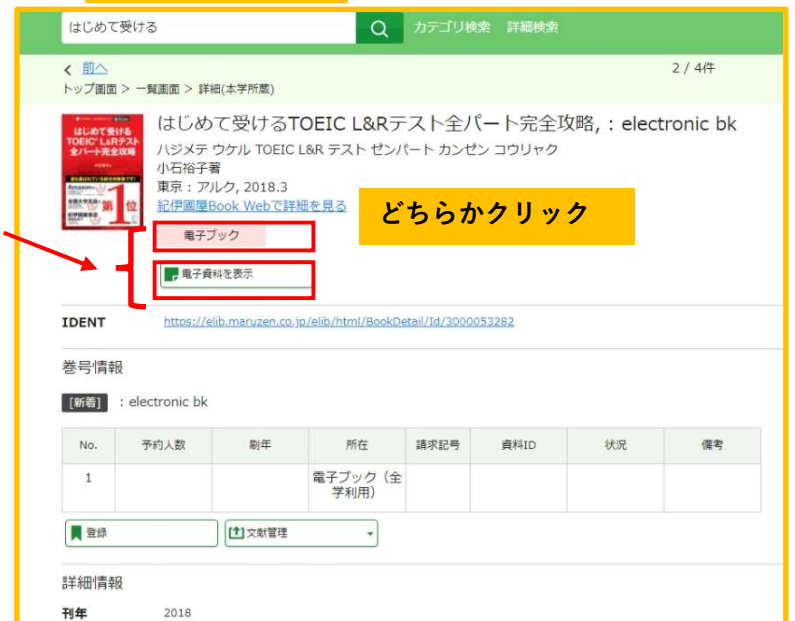 はじめて受ける カテゴリ検索 詳細検索
< 前へ 2 / 4件
トップ画面 > 一覧画面 > 詳細(本学所蔵)
はじめて受ける
TOEIC L&Rテスト
全パート完全攻略
第1位
はじめて受けるTOEIC L&Rテスト全パート完全攻略, : electronic bk
ハジメテ ウケル TOEIC L&R テスト ゼンパート カンゼン コウリャク
小石裕子著
東京 : アルク, 2018.3
紀伊國屋Book Webで詳細を見る
どちらかクリック
電子ブック
電子資料を表示
IDENT https://elib.maruzen.co.jp/elib/html/BookDetail/Id/3000053282
巻号情報
[新着] : electronic bk
No. 予約人数 刷年 所在 請求記号 資料ID 状況 備考
1 電子ブック（全
学利用）
登録 文献管理
詳細情報
刊年 2018